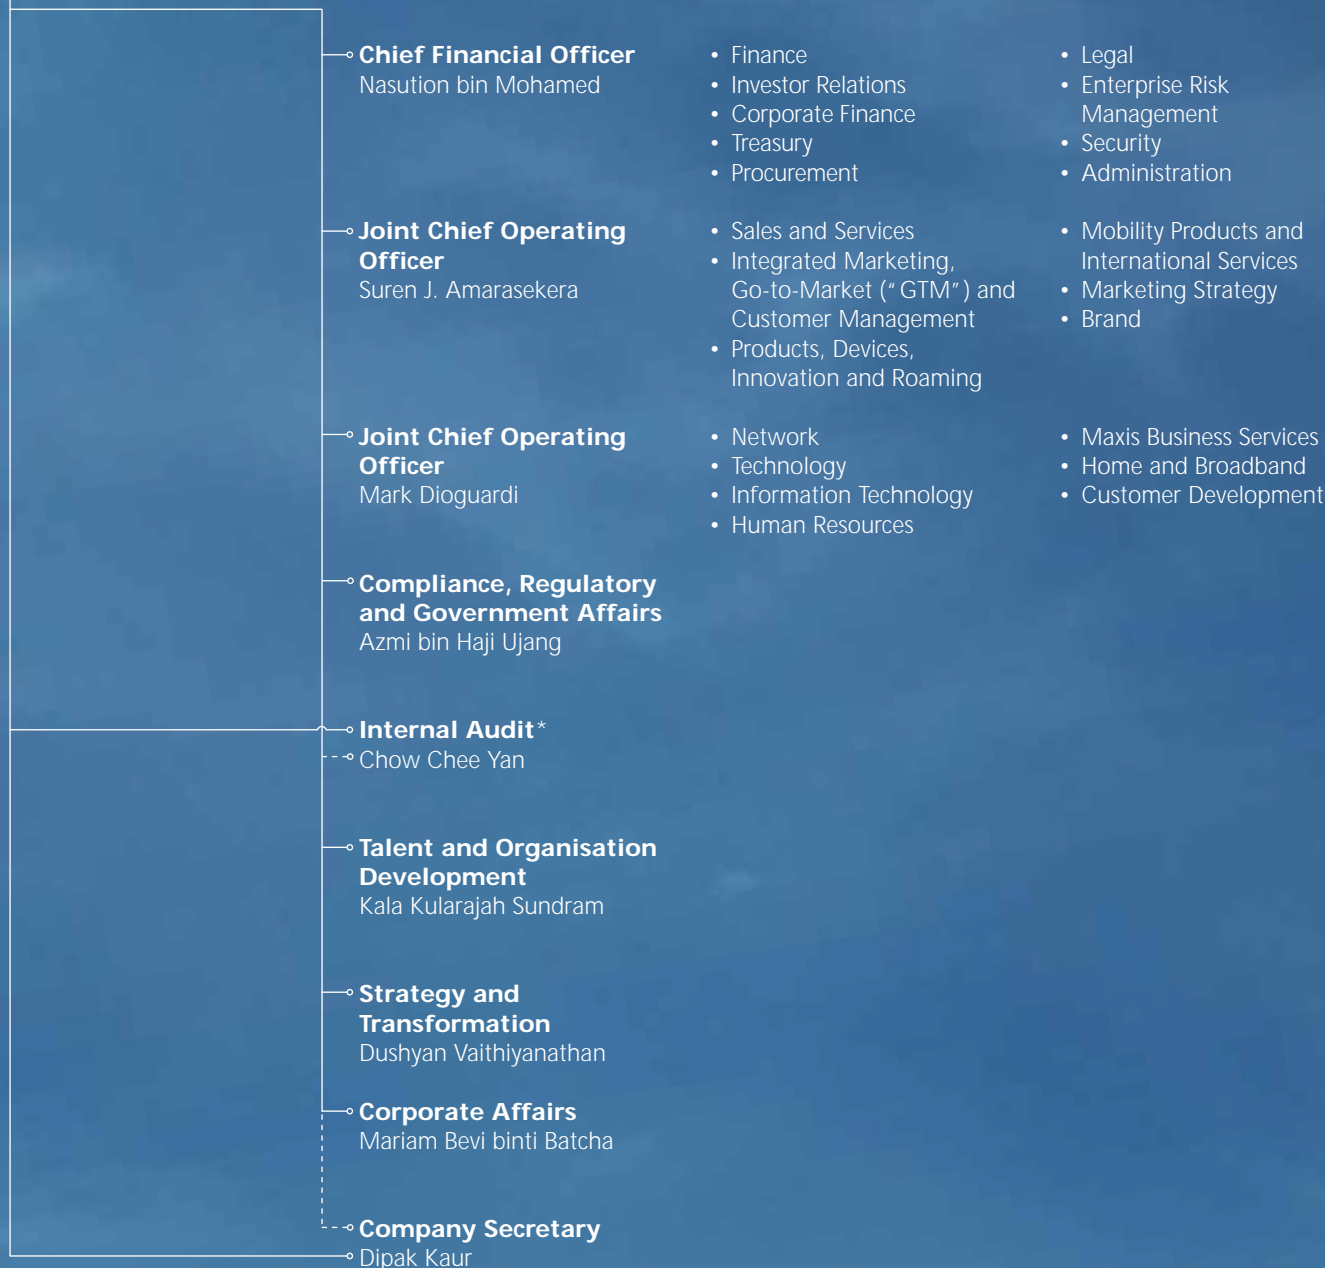 Chief Financial Officer
Nasution bin Mohamed
• Finance
• Investor Relations
• Corporate Finance
• Treasury
• Procurement
• Legal
• Enterprise Risk
Management
• Security
• Administration
Joint Chief Operating
Officer
Suren J. Amarasekera
• Sales and Services
• Integrated Marketing,
Go-to-Market (“GTM”) and
Customer Management
• Products, Devices,
Innovation and Roaming
• Mobility Products and
International Services
• Marketing Strategy
• Brand
Joint Chief Operating
Officer
Mark Dioguardi
• Network
• Technology
• Information Technology
• Human Resources
• Maxis Business Services
• Home and Broadband
• Customer Development
Compliance, Regulatory
and Government Affairs
Azmi bin Haji Ujang
Internal Audit*
Chow Chee Yan
Talent and Organisation
Development
Kala Kularajah Sundram
Strategy and
Transformation
Dushyan Vaithiyanathan
Corporate Affairs
Mariam Bevi binti Batcha
Company Secretary
Dipak Kaur